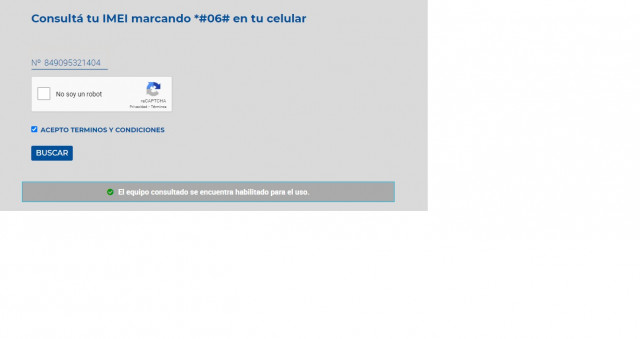 Consultá tu IMEI marcando *#06# en tu celular
Nº 849095321404
No soy un robot
reCAPTCHA
Privacidad - Términos
ACEPTO TERMINOS Y CONDICIONES
BUSCAR
El equipo consultado se encuentra habilitado para el uso.